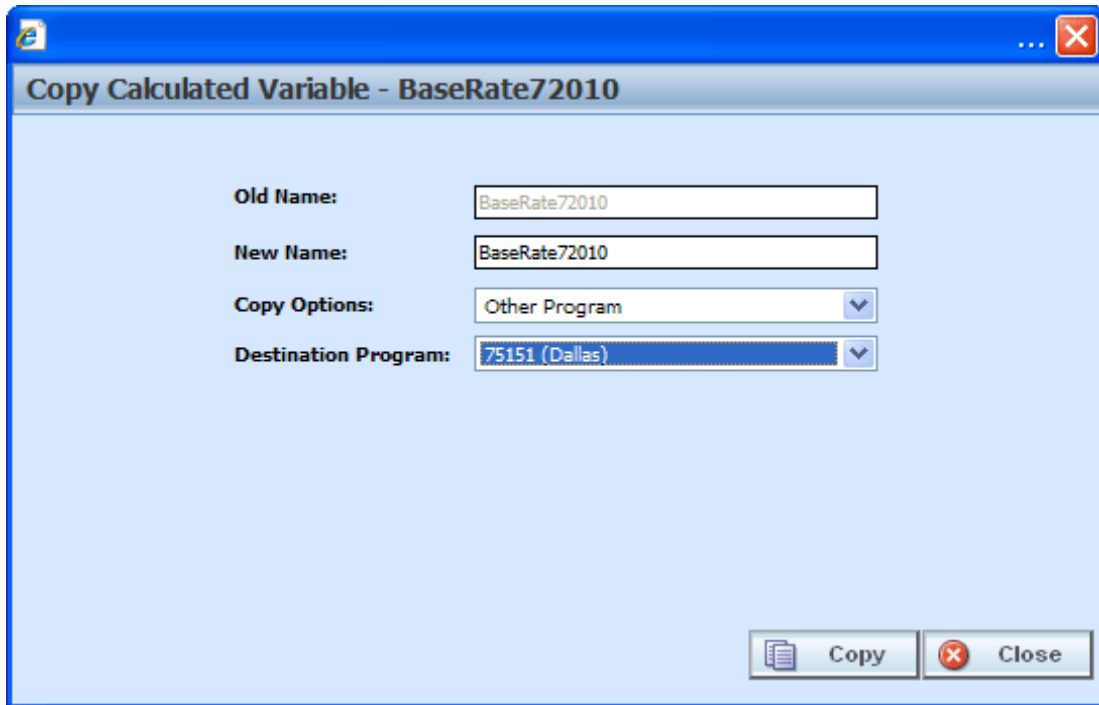 ...
Copy Calculated Variable - BaseRate72010
Old Name: BaseRate72010
New Name: BaseRate72010
Copy Options: Other Program
Destination Program: 75151 (Dallas)
Copy Close